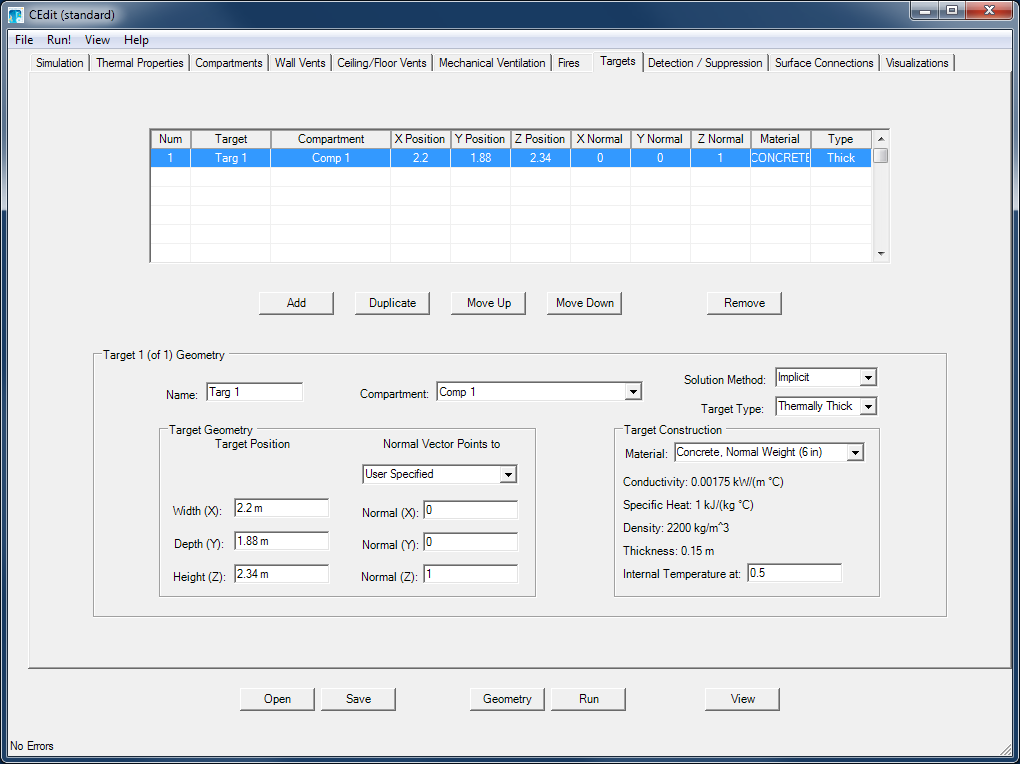 CEdit (standard)
File Run! View Help
Simulation Thermal Properties Compartments Wall Vents Ceiling/Floor Vents Mechanical Ventilation Fires Targets Detection / Suppression Surface Connections Visualizations
Num Target Compartment X Position Y Position Z Position X Normal Y Normal Z Normal Material Type
1 Targ 1 Comp 1 2.2 1.88 2.34 0 0 1 CONCRETE Thick
Add Duplicate Move Up Move Down Remove
Target 1 (of 1) Geometry
Name: Targ 1 Compartment: Comp 1 Solution Method: Implicit
Target Type: Thermally Thick
Target Geometry
Target Position Normal Vector Points to
User Specified
Width (X): 2.2 m Normal (X): 0
Depth (Y): 1.88 m Normal (Y): 0
Height (Z): 2.34 m Normal (Z): 1
Target Construction
Material: Concrete, Normal Weight (6 in)
Conductivity: 0.00175 kW/(m °C)
Specific Heat: 1 kJ/(kg °C)
Density: 2200 kg/m^3
Thickness: 0.15 m
Internal Temperature at: 0.5
Open Save Geometry Run View
No Errors